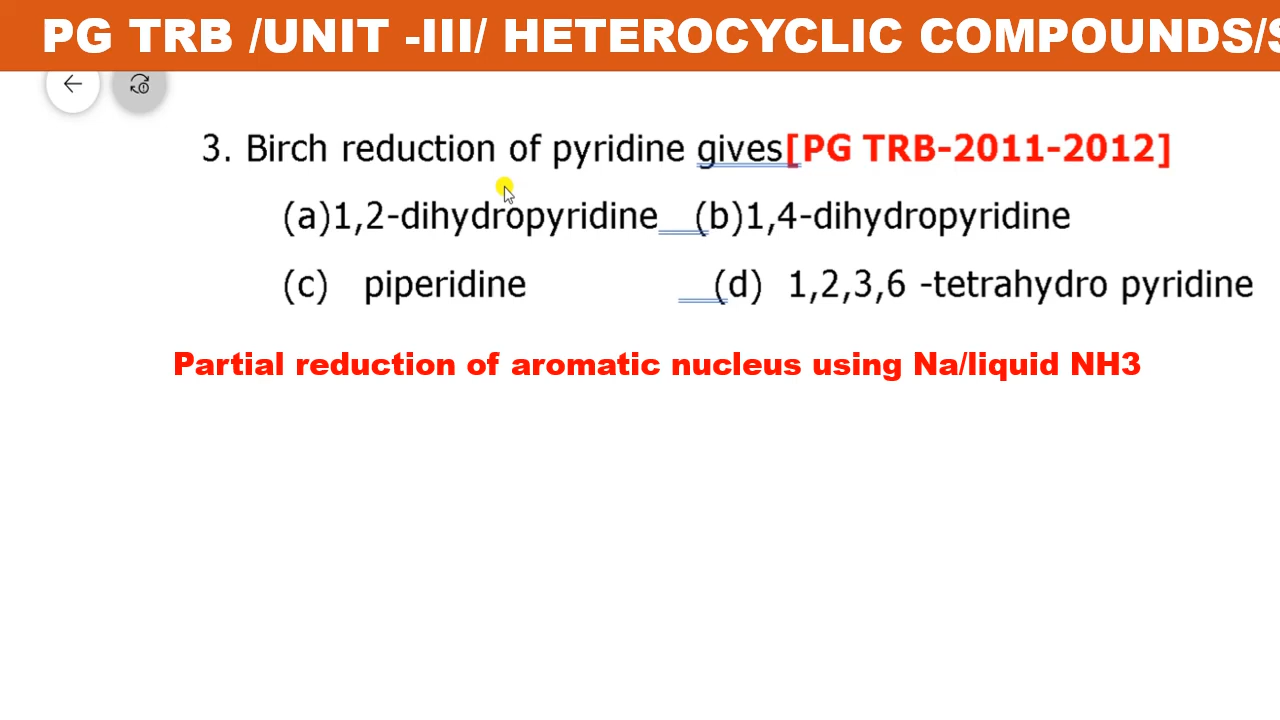 PG TRB /UNIT -III/ HETEROCYCLIC COMPOUNDS/S
3. Birch reduction of pyridine gives[PG TRB-2011-2012]
(a)1,2-dihydropyridine (b)1,4-dihydropyridine
(c) piperidine (d) 1,2,3,6 -tetrahydro pyridine
Partial reduction of aromatic nucleus using Na/liquid NH3